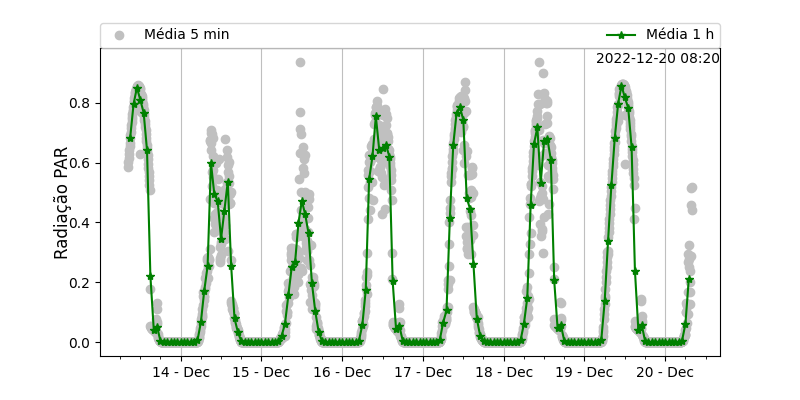 Média 5 min
Média 1 h
2022-12-20 08:20
Radiação PAR
0.8
0.6
0.4
0.2
0.0
14 - Dec
15 - Dec
16 - Dec
17 - Dec
18 - Dec
19 - Dec
20 - Dec